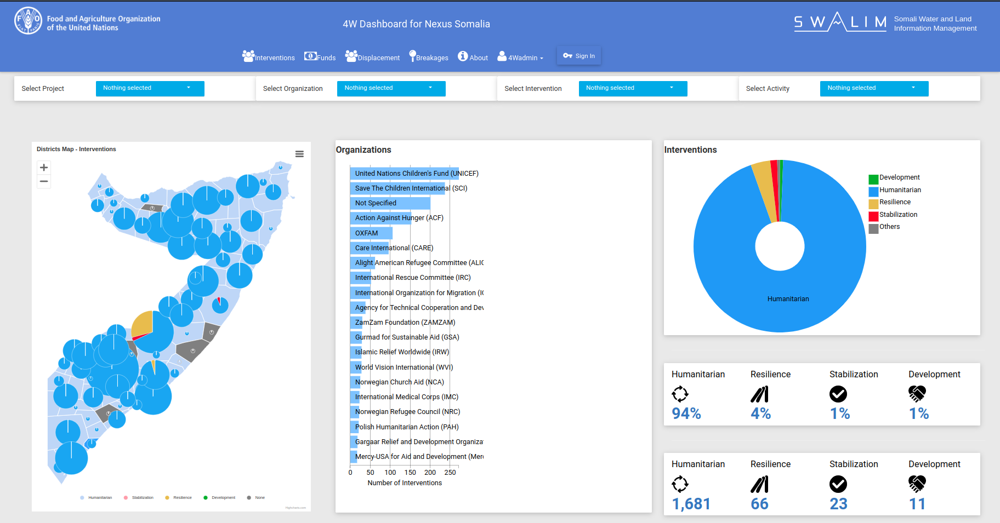 Food and Agriculture Organization
of the United Nations
4W Dashboard for Nexus Somalia
SWALIM
Somali Water and Land
Information Management
Interventions
Funds
Displacement
Breakages
About
4Wadmin
Sign In
Select Project
Nothing selected
Select Organization
Nothing selected
Select Intervention
Nothing selected
Select Activity
Nothing selected
Districts Map - Interventions
Humanitarian
Stabilization
Resilience
Development
None
Highcharts.com
Organizations
United Nations Children's Fund (UNICEF)
Save The Children International (SCI)
Not Specified
Action Against Hunger (ACF)
OXFAM
Care International (CARE)
Alight American Refugee Committee (ALIG
International Rescue Committee (IRC)
International Organization for Migration (IO
Agency for Technical Cooperation and Dev
ZamZam Foundation (ZAMZAM)
Gurmad for Sustainable Aid (GSA)
Islamic Relief Worldwide (IRW)
World Vision International (WVI)
Norwegian Church Aid (NCA)
International Medical Corps (IMC)
Norwegian Refugee Council (NRC)
Polish Humanitarian Action (PAH)
Gargaar Relief and Development Organiza
Mercy-USA for Aid and Development (Merc
0 50 100 150 200 250
Number of Interventions
Interventions
Development
Humanitarian
Resilience
Stabilization
Others
Humanitarian
Humanitarian Resilience Stabilization Development
94% 4% 1% 1%
Humanitarian Resilience Stabilization Development
1,681 66 23 11